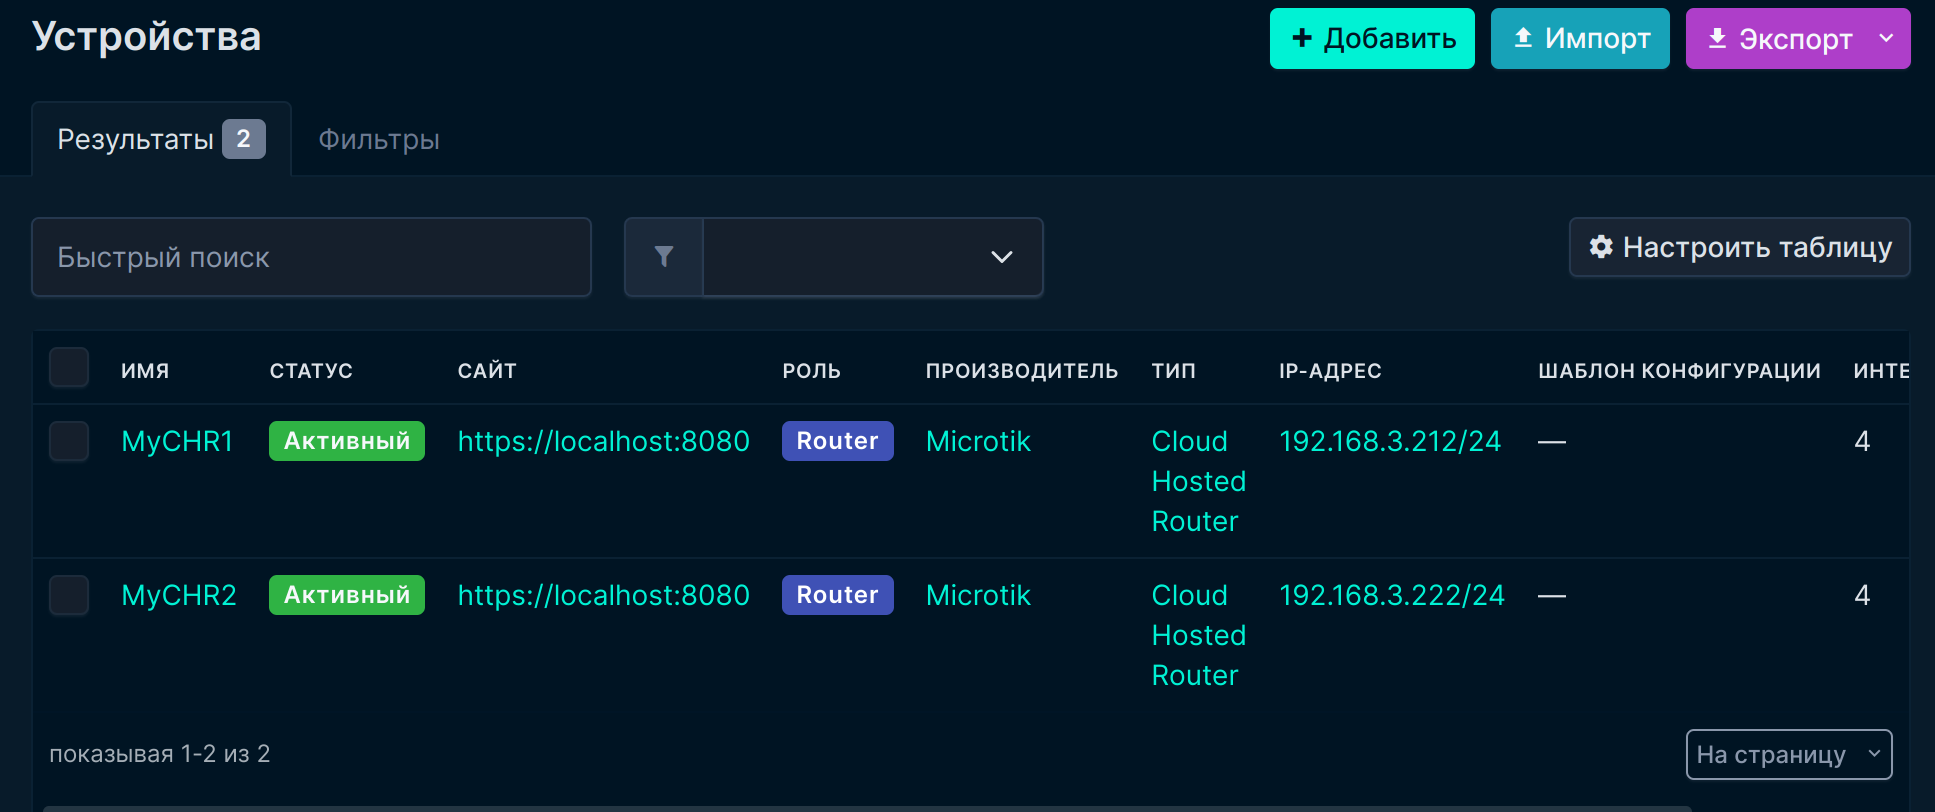 Устройства
+ Добавить
Импорт
Экспорт
Результаты 2
Фильтры
Быстрый поиск
Настроить таблицу
ИМЯ СТАТУС САЙТ РОЛЬ ПРОИЗВОДИТЕЛЬ ТИП IP-АДРЕС ШАБЛОН КОНФИГУРАЦИИ ИНТЕ
MyCHR1 Активный https://localhost:8080 Router Microtik Cloud 192.168.3.212/24 — 4
Hosted
Router
MyCHR2 Активный https://localhost:8080 Router Microtik Cloud 192.168.3.222/24 — 4
Hosted
Router
показывая 1-2 из 2
На страницу